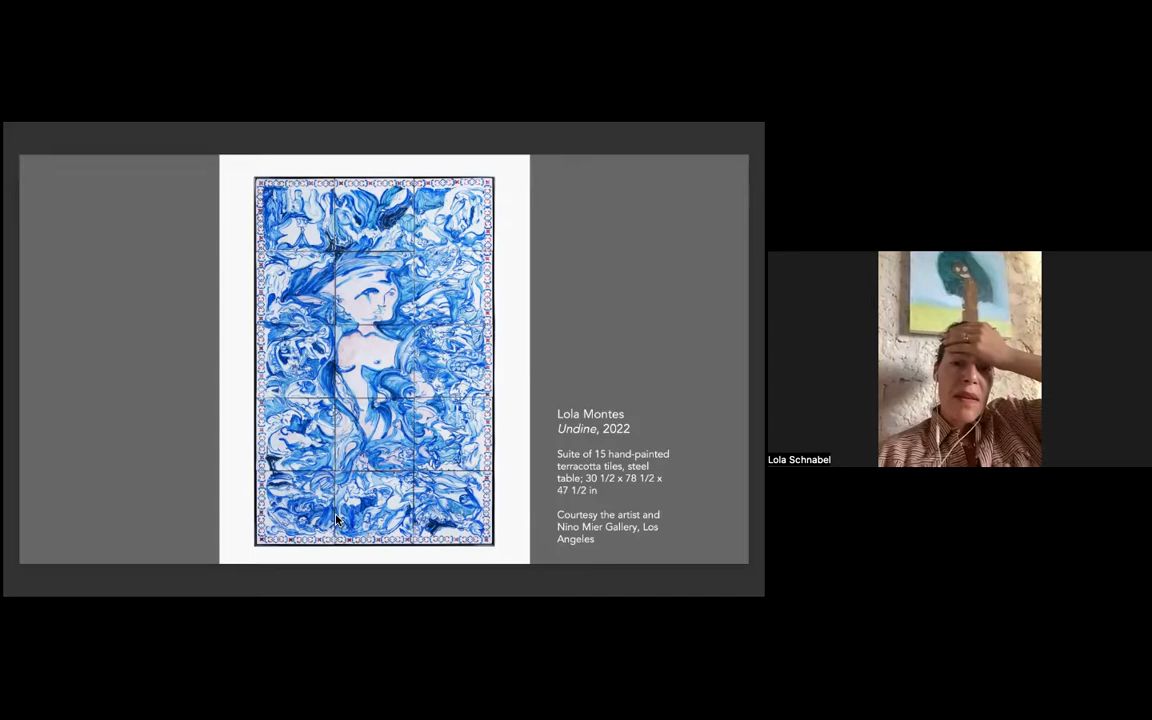 Lola Montes
Undine, 2022
Suite of 15 hand-painted
terracotta tiles, steel
table; 30 1/2 x 78 1/2 x
47 1/2 in
Courtesy the artist and
Nino Mier Gallery, Los
Angeles
Lola Schnabel